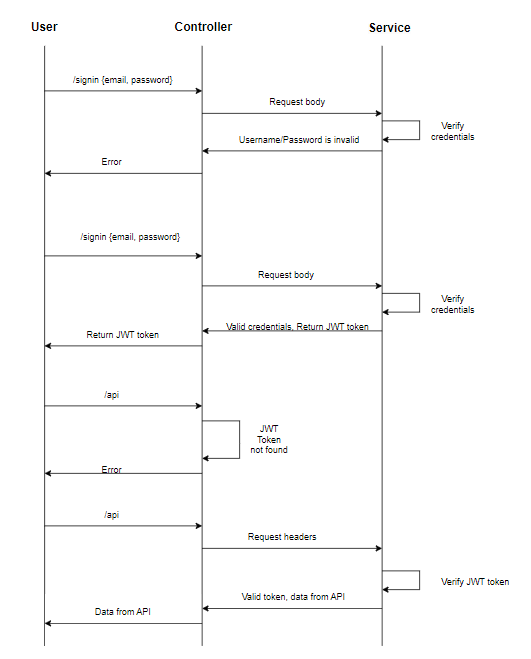 User
Controller
Service
/signin {email, password}
Request body
Verify
credentials
Username/Password is invalid
Error
/signin {email, password}
Request body
Verify
credentials
Valid credentials, Return JWT token
Return JWT token
/api
JWT
Token
not found
Error
/api
Request headers
Verify JWT token
Valid token, data from API
Data from API